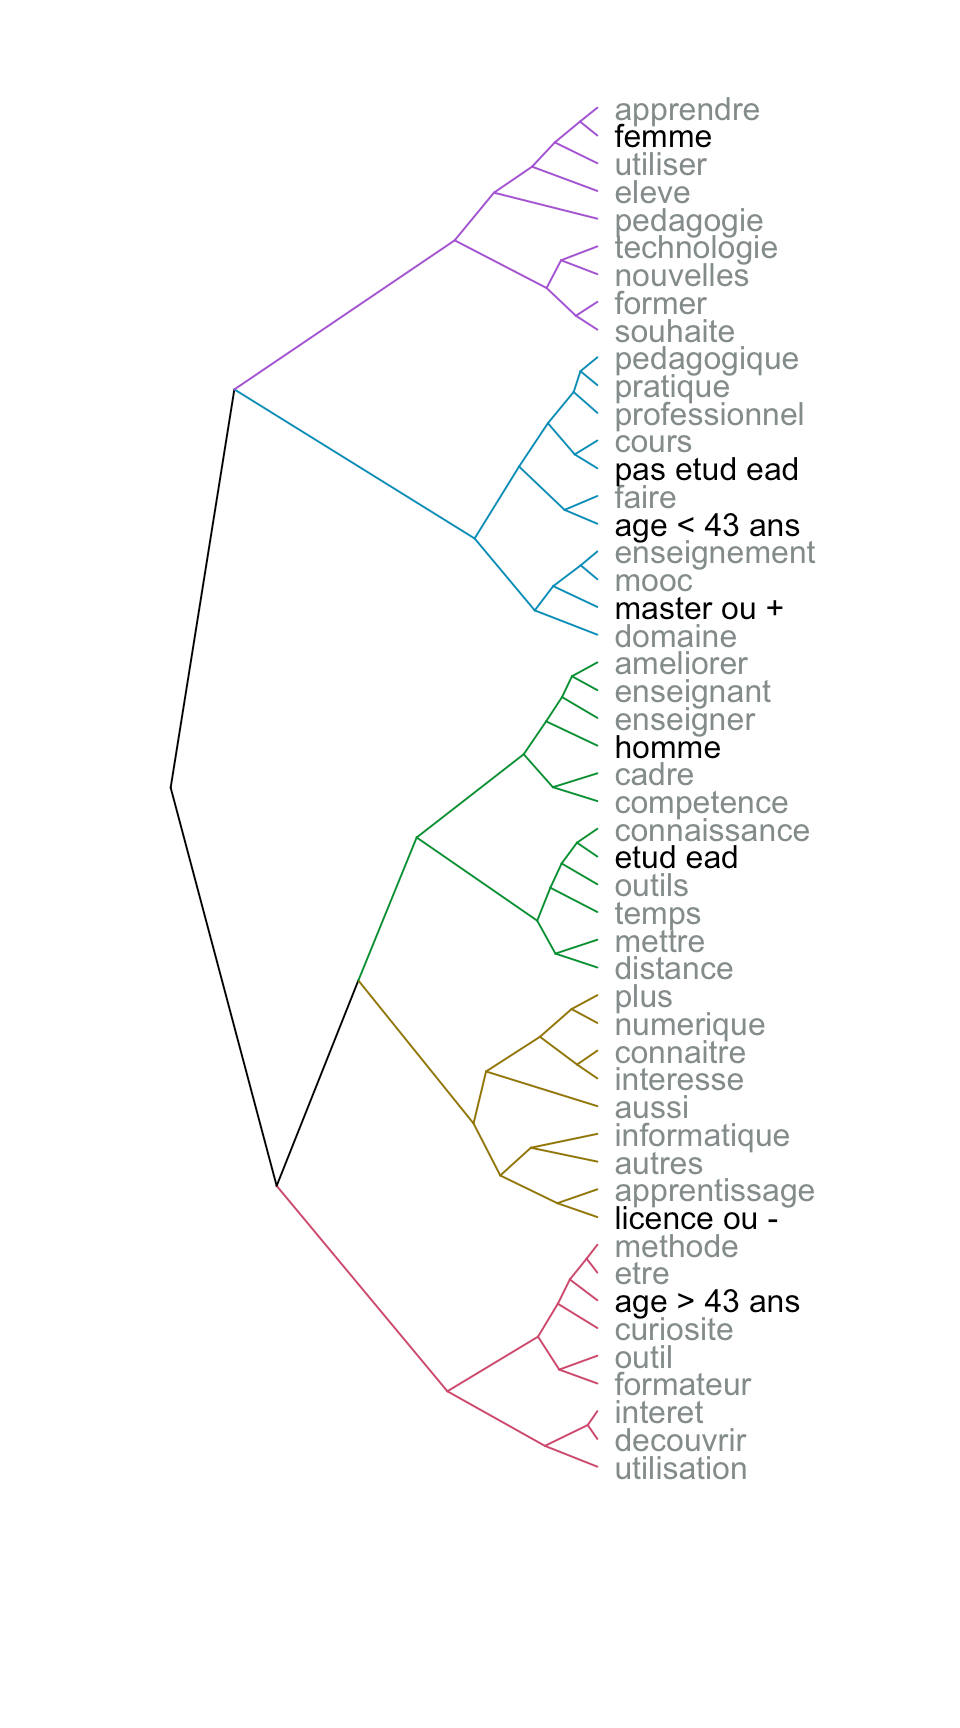 apprendre
femme
utiliser
eleve
pedagogie
technologie
nouvelles
former
souhaite
pedagogique
pratique
professionnel
cours
pas etud ead
faire
age < 43 ans
enseignement
mooc
master ou +
domaine
ameliorer
enseignant
enseigner
homme
cadre
competence
connaissance
etud ead
outils
temps
mettre
distance
plus
numerique
connaitre
interesse
aussi
informatique
autres
apprentissage
licence ou -
methode
etre
age > 43 ans
curiosite
outil
formateur
interet
decouvrir
utilisation